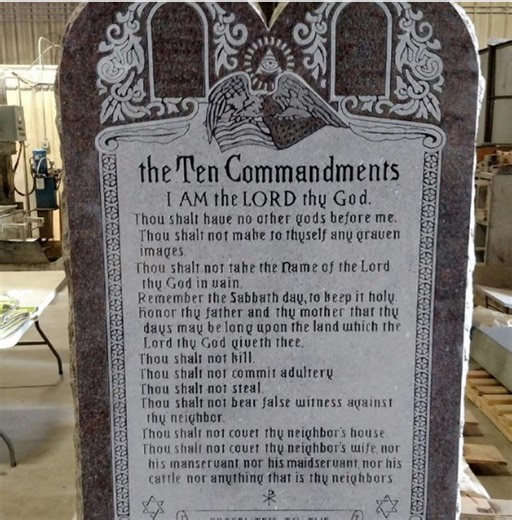 the Ten Commandments
I AM the LORD thy God.
Thou shalt have no other gods before me.
Thou shalt not make to thyself any graven
images.
Thou shalt not take the Name of the Lord
thy God in vain.
Remember the Sabbath day, to keep it holy
Honor thy father and thy mother that thy
days may be long upon the land which the
Lord thy God giveth thee.
Thou shalt not kill.
Thou shalt not commit adultery
Thou shalt not steal.
Thou shalt not bear false witness against
thy neighbor.
Thou shalt not covet thy neighbor's house.
Thou shalt not covet thy neighbor's wife nor
his manservant nor his maidservant nor his
cattle nor anything that is thy neighbors
PRESENTED TO THE